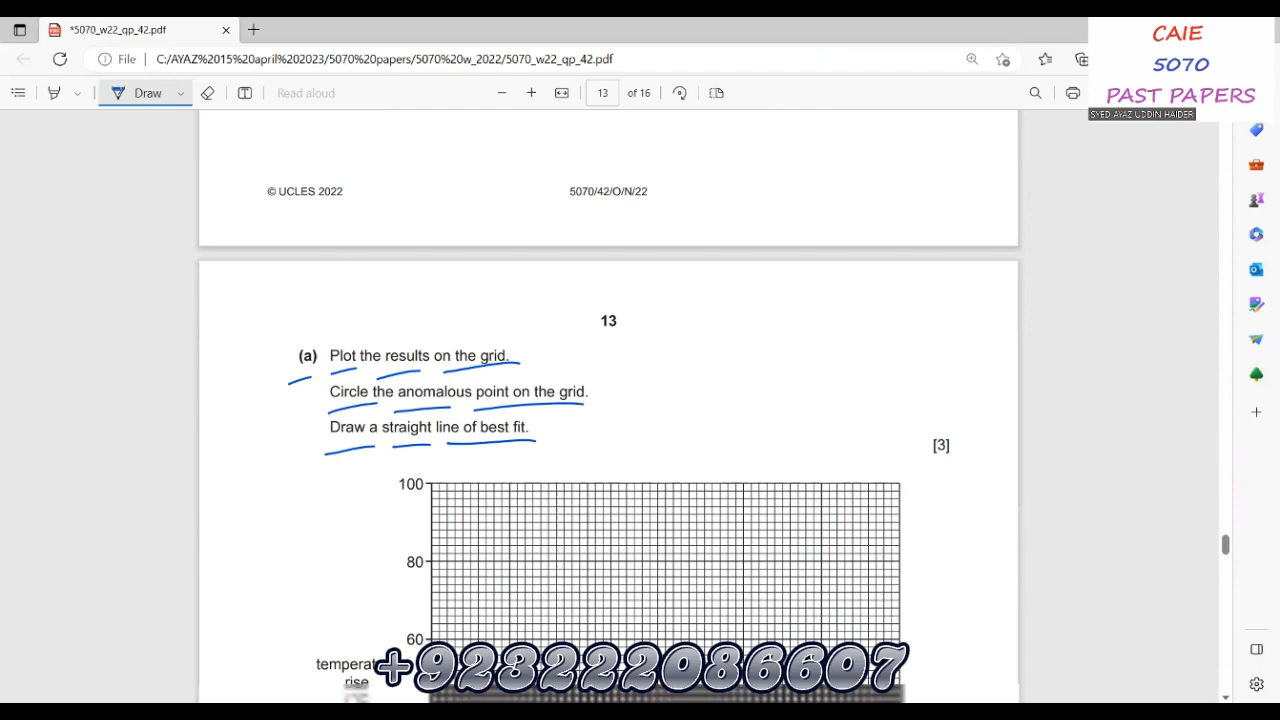 *5070_w22_qp_42.pdf
CAIE
5070
PAST PAPERS
SYED AYAZ UDDIN HAIDER
File C:/AYAZ%2015%20april%202023/5070%20papers/5070%20w_2022/5070_w22_qp_42.pdf
Draw Read aloud 13 of 16
© UCLES 2022 5070/42/O/N/22
13
(a) Plot the results on the grid.
Circle the anomalous point on the grid.
Draw a straight line of best fit.
[3]
100
80
60
rise
+923222086607